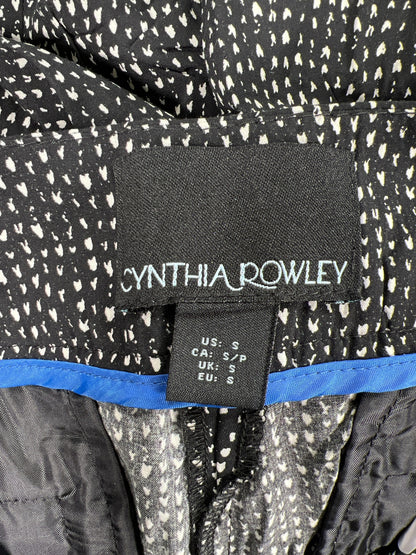 CYNTHIA ROWLEY
US: S
CA: S/P
UK: S
EU: S